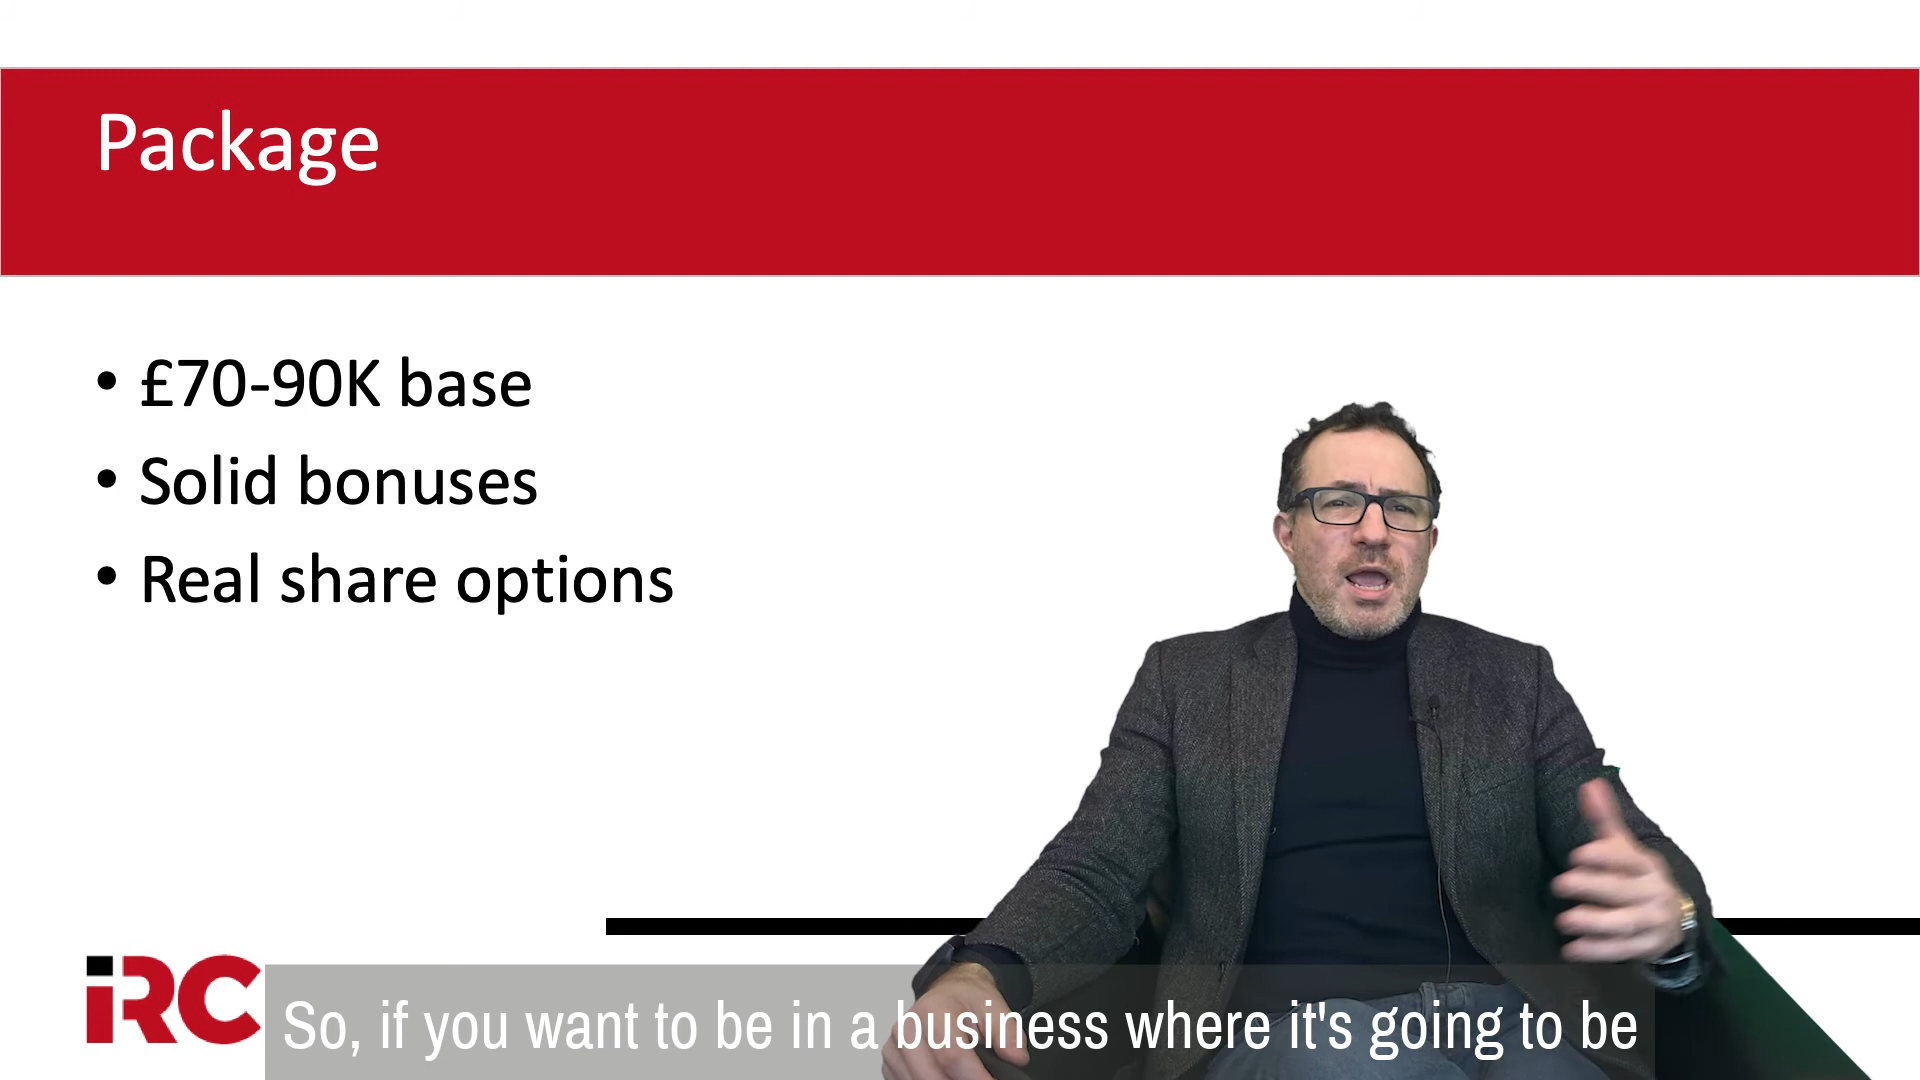 Package
• £70-90K base
• Solid bonuses
• Real share options
iRC
So, if you want to be in a business where it's going to be